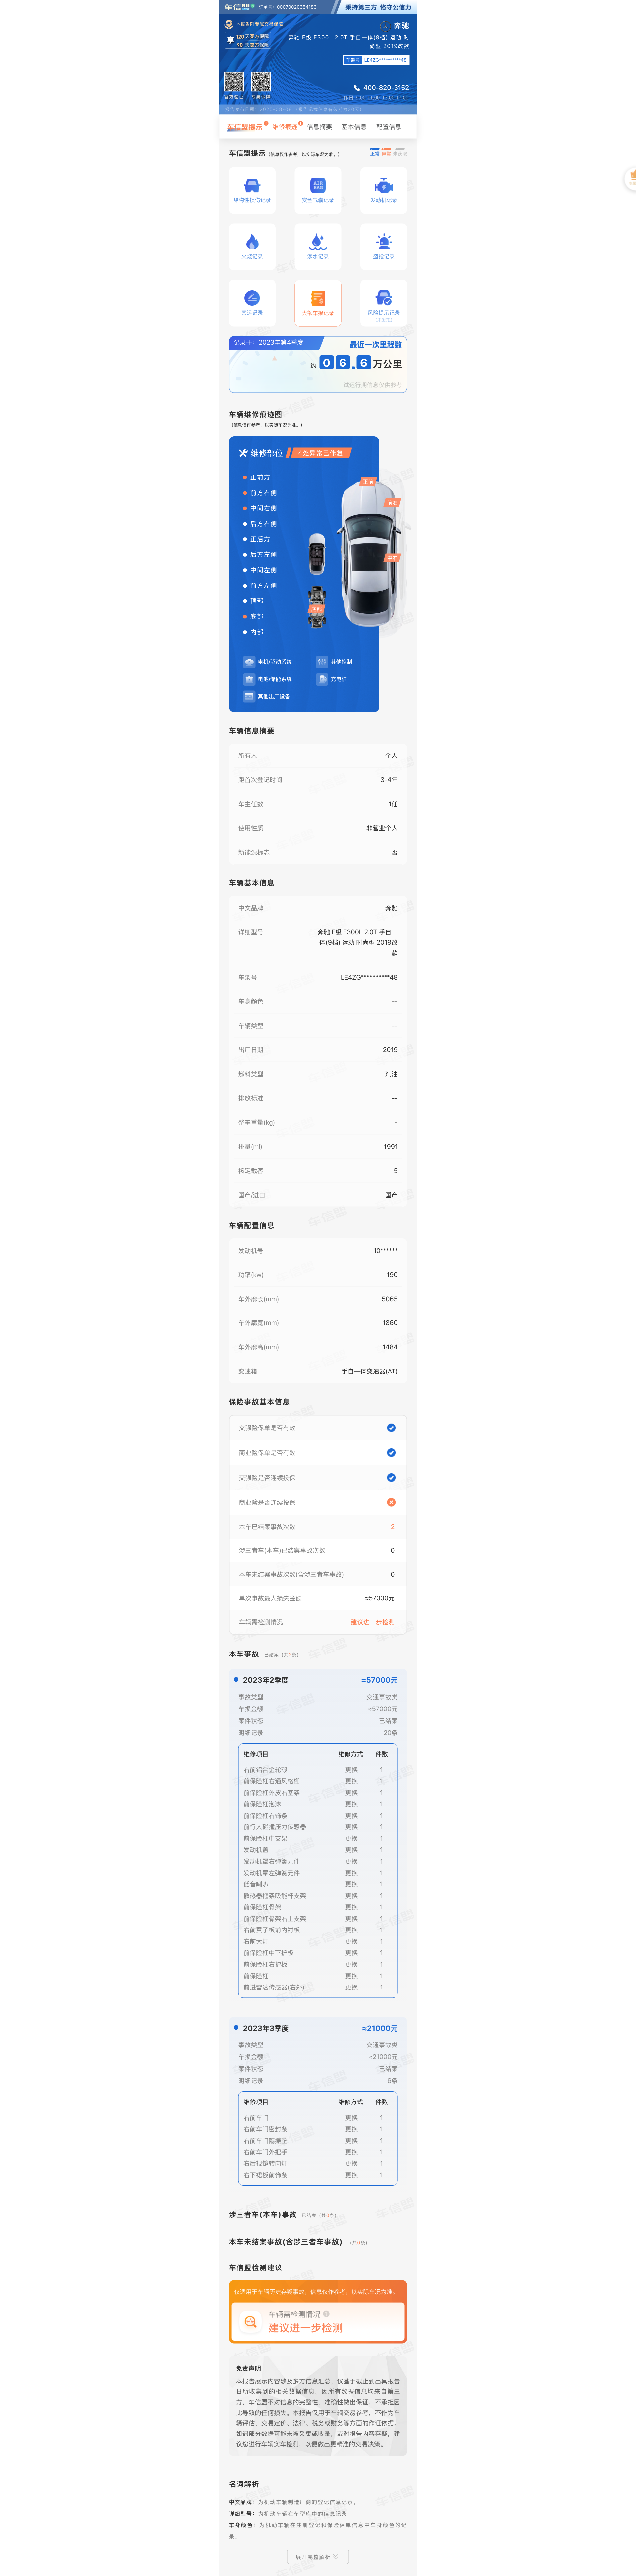 车信盟
订单号：00070020354183
秉持第三方 恪守公信力
本报告附专属交易保障
享
120天买方保障
90天卖方保障
官方验证
专属保障
奔驰
奔驰 E级 E300L 2.0T 手自一体(9档) 运动 时
尚型 2019改款
车架号 LE4ZG**********48
400-820-3152
车信盟提示
维修痕迹
信息摘要
基本信息
配置信息
车信盟提示（信息仅作参考，以实际车况为准。）
正常 异常 未获取
结构性损伤记录
安全气囊记录
发动机记录
火烧记录
涉水记录
盗抢记录
营运记录
大额车损记录
风险提示记录
（未发现）
记录于：2023年第4季度
最近一次里程数
约 06.6 万公里
试运行期信息仅供参考
车辆维修痕迹图
（信息仅作参考，以实际车况为准。）
维修部位
4处异常已修复
正前方
前方右侧
中间右侧
后方右侧
正后方
后方左侧
中间左侧
前方左侧
顶部
底部
内部
正前
前右
中右
底部
电机/驱动系统
其他控制
电池/储能系统
充电桩
其他出厂设备
车辆信息摘要
所有人 个人
距首次登记时间 3-4年
车主任数 1任
使用性质 非营业个人
新能源标志 否
车辆基本信息
中文品牌 奔驰
详细型号 奔驰 E级 E300L 2.0T 手自一
体(9档) 运动 时尚型 2019改
款
车架号 LE4ZG**********48
车身颜色 --
车辆类型 --
出厂日期 2019
燃料类型 汽油
排放标准 --
整车重量(kg) -
排量(ml) 1991
核定载客 5
国产/进口 国产
车辆配置信息
发动机号 10******
功率(kw) 190
车外廓长(mm) 5065
车外廓宽(mm) 1860
车外廓高(mm) 1484
变速箱 手自一体变速器(AT)
保险事故基本信息
交强险保单是否有效
商业险保单是否有效
交强险是否连续投保
商业险是否连续投保
本车已结案事故次数 2
涉三者车(本车)已结案事故次数 0
本车未结案事故次数(含涉三者车事故) 0
单次事故最大损失金额 ≈57000元
车辆需检测情况 建议进一步检测
本车事故 已结案（共2条）
2023年2季度 ≈57000元
事故类型 交通事故类
车损金额 ≈57000元
案件状态 已结案
明细记录 20条
维修项目 维修方式 件数
右前铝合金轮毂 更换 1
前保险杠右通风格栅 更换 1
前保险杠外皮右基架 更换 1
前保险杠泡沫 更换 1
前保险杠右饰条 更换 1
前行人碰撞压力传感器 更换 1
前保险杠中支架 更换 1
发动机盖 更换 1
发动机罩右弹簧元件 更换 1
发动机罩左弹簧元件 更换 1
低音喇叭 更换 1
散热器框架吸能杆支架 更换 1
前保险杠骨架 更换 1
前保险杠骨架右上支架 更换 1
右前翼子板前内衬板 更换 1
右前大灯 更换 1
前保险杠中下护板 更换 1
前保险杠右护板 更换 1
前保险杠 更换 1
前进雷达传感器(右外) 更换 1
2023年3季度 ≈21000元
事故类型 交通事故类
车损金额 ≈21000元
案件状态 已结案
明细记录 6条
维修项目 维修方式 件数
右前车门 更换 1
右前车门密封条 更换 1
右前车门隔振垫 更换 1
右前车门外把手 更换 1
右后视镜转向灯 更换 1
右下裙板前饰条 更换 1
涉三者车(本车)事故 已结案（共0条）
本车未结案事故(含涉三者车事故)（共0条）
车信盟检测建议
仅适用于车辆历史存疑事故，信息仅作参考，以实际车况为准。
车辆需检测情况
建议进一步检测
免责声明
本报告展示内容涉及多方信息汇总，仅基于截止到出具报告
日所收集到的相关数据信息。因所有数据信息均来自第三
方，车信盟不对信息的完整性、准确性做出保证，不承担因
此导致的任何损失。本报告仅用于车辆交易参考，不作为车
辆评估、交易定价、法律、税务或财务等方面的作证依据。
如遇部分数据可能未被采集或收录，或对报告内容存疑，建
议您进行车辆实车检测，以便做出更精准的交易决策。
名词解析
中文品牌：为机动车辆制造厂商的登记信息记录。
详细型号：为机动车辆在车型库中的信息记录。
车身颜色：为机动车辆在注册登记和保险保单信息中车身颜色的记
录。
展开完整解析